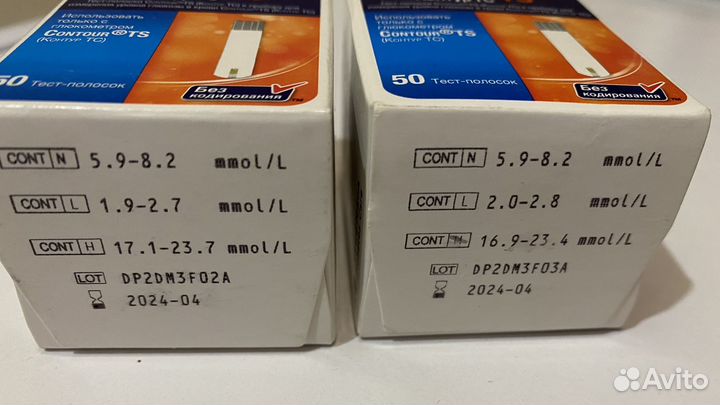 Использовать
только с
глюкометром
CONTOUR®TS
(Контур ТС)
50 Тест-полосок
Без
кодирования
CONT N 5.9-8.2 mmol/L
CONT L 1.9-2.7 mmol/L
CONT H 17.1-23.7 mmol/L
LOT DP2DM3F02A
2024-04
Использовать
только с
глюкометром
CONTOUR®TS
(Контур ТС)
50 Тест-полосок
Без
кодирования
TM
CONT N 5.9-8.2 mmol/L
CONT L 2.0-2.8 mmol/L
CONT H 16.9-23.4 mmol/L
LOT DP2DM3F03A
2024-04
Avito